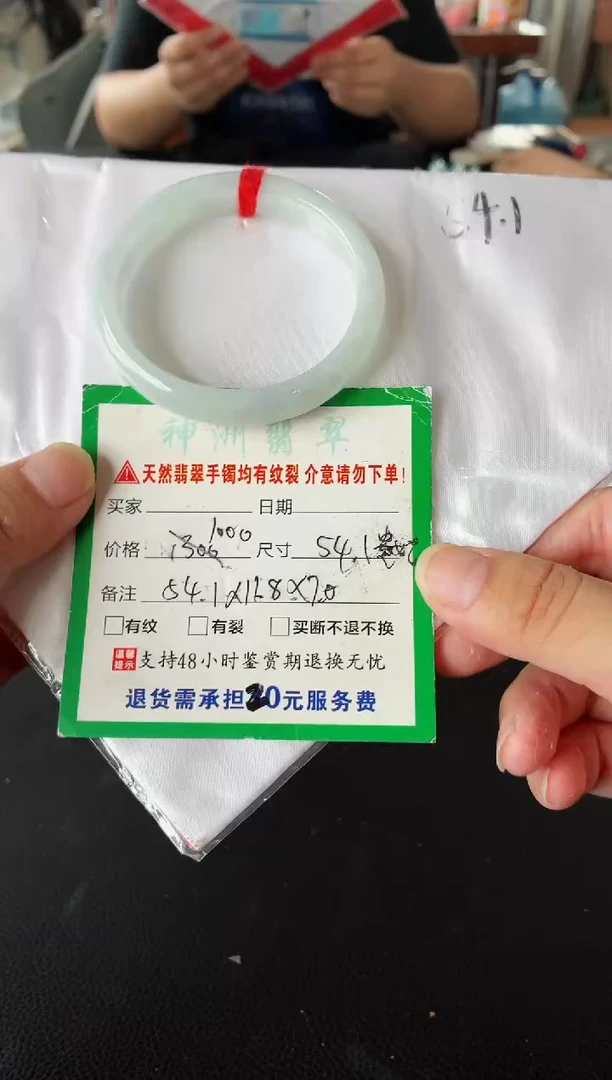 54.1
神洲翡翠
天然翡翠手镯均有纹裂 介意请勿下单!
买家 日期
1000
价格 1300 尺寸 54.1
备注 54.1X11.8X7.0
有纹 有裂 买断不退不换
温馨提示 支持48小时鉴赏期退换无忧
退货需承担20元服务费